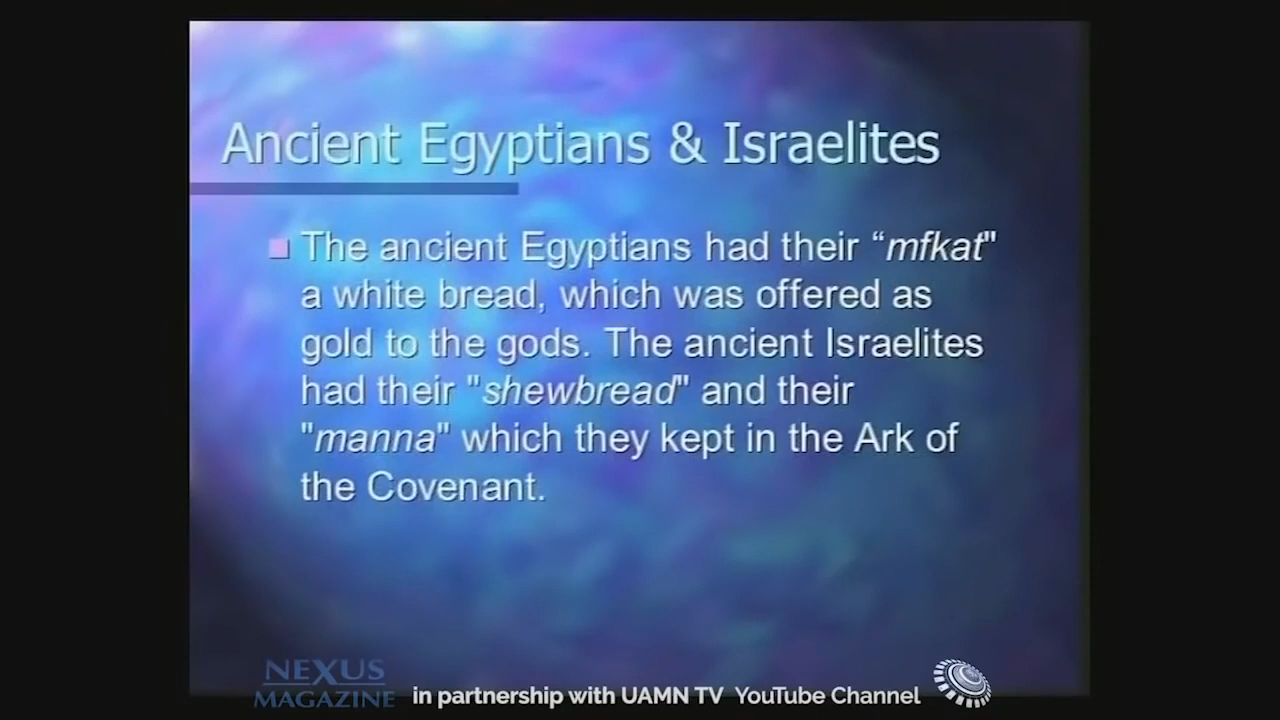 Ancient Egyptians & Israelites
The ancient Egyptians had their “mfkat"
a white bread, which was offered as
gold to the gods. The ancient Israelites
had their "shewbread" and their
"manna" which they kept in the Ark of
the Covenant.
NEXUS
MAGAZINE
in partnership with UAMN TV YouTube Channel